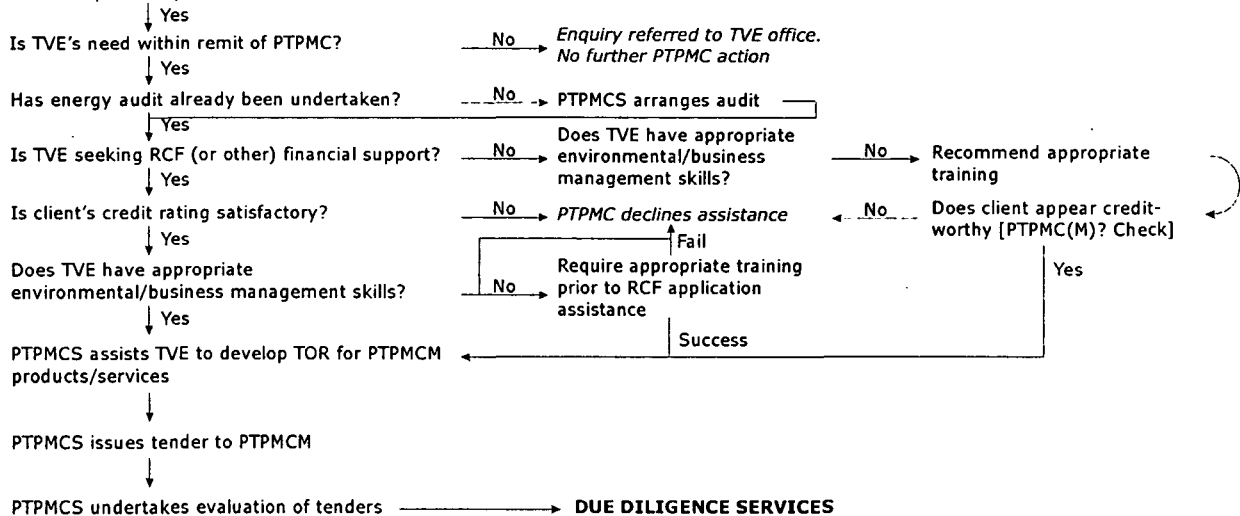 Yes
Is TVE's need within remit of PTPMC?
No
Enquiry referred to TVE office.
No further PTPMC action
Yes
Has energy audit already been undertaken?
No
PTPMCS arranges audit
Yes
Is TVE seeking RCF (or other) financial support?
No
Does TVE have appropriate
environmental/business
management skills?
No
Recommend appropriate
training
Yes
Is client's credit rating satisfactory?
No
PTPMC declines assistance
No
Does client appear credit-
worthy [PTPMC(M)? Check]
Yes
Fail
Yes
Does TVE have appropriate
environmental/business management skills?
No
Require appropriate training
prior to RCF application
assistance
Yes
Success
PTPMCS assists TVE to develop TOR for PTPMCM
products/services
PTPMCS issues tender to PTPMCM
PTPMCS undertakes evaluation of tenders
DUE DILIGENCE SERVICES